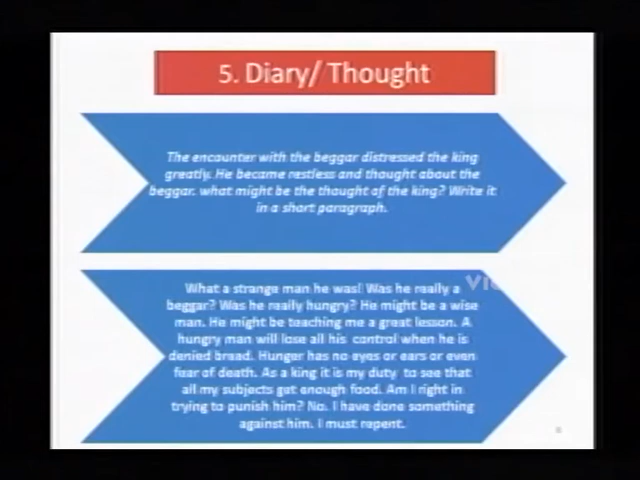 5. Diary/ Thought
The encounter with the beggar distressed the king
greatly. He became restless and thought about the
beggar. what might be the thought of the king? Write it
in a short paragraph.
What a strange man he was! Was he really a
beggar? Was he really hungry? He might be a wise
man. He might be teaching me a great lesson. A
hungry man will lose all his control when he is
denied bread. Hunger has no eyes or ears or even
fear of death. As a king it is my duty to see that
all my subjects get enough food. Am I right in
trying to punish him? No. I have done something
against him. I must repent.